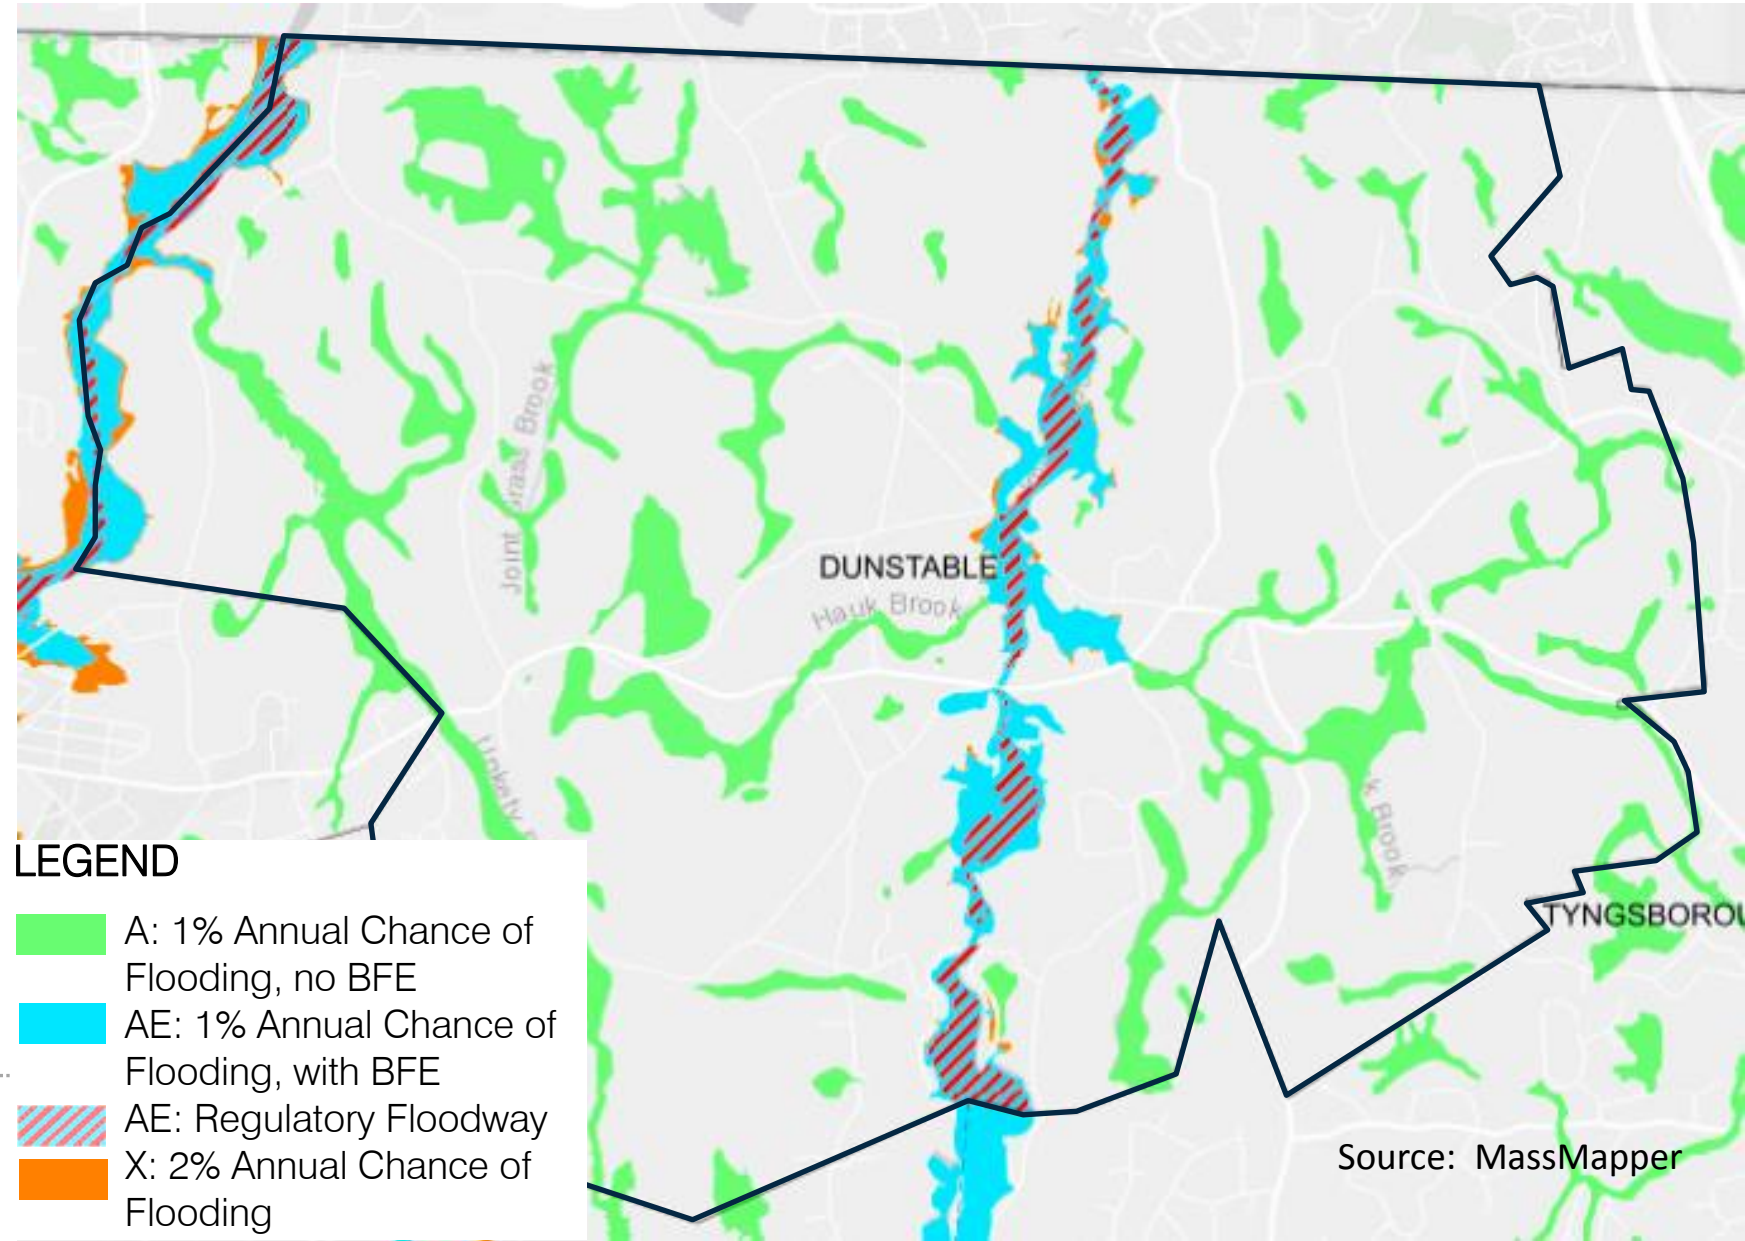 Joint Grass Brook
DUNSTABLE
Hauk Brook
Unkety
k Brook
TYNGSBOROU
LEGEND
A: 1% Annual Chance of
Flooding, no BFE
AE: 1% Annual Chance of
Flooding, with BFE
AE: Regulatory Floodway
X: 2% Annual Chance of
Flooding
Source: MassMapper